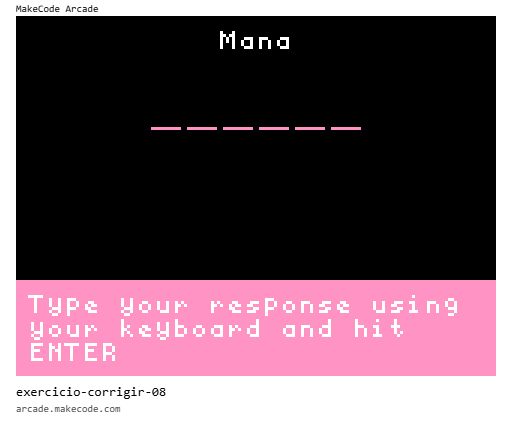 MakeCode Arcade
Mana
Type your response using
your keyboard and hit
ENTER
exercicio-corrigir-08
arcade.makecode.com